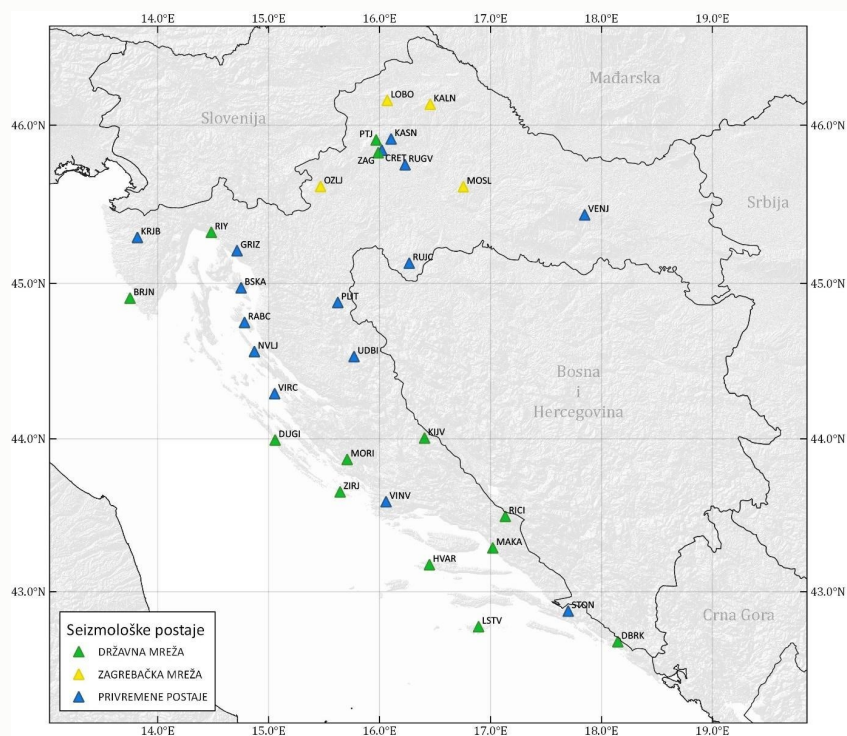 14.0°E 15.0°E 16.0°E 17.0°E 18.0°E 19.0°E
Mađarska
LOBO
KALN
Slovenija
46.0°N 46.0°N
PTJ
KASN
ZAG
CRET
RUGV
OZLJ
MOSL
Srbija
VENJ
KRJB
RIY
GRIZ
RUJC
45.0°N 45.0°N
BSKA
BRJN
PLIT
RABC
NVLJ
UDBI
Bosna
i
Hercegovina
VIRC
44.0°N 44.0°N
DUGI
KIJV
MORI
ZIRJ
VINV
RICI
MAKA
HVAR
43.0°N 43.0°N
STON
Crna Gora
LSTV
DBRK
Seizmološke postaje
DRŽAVNA MREŽA
ZAGREBAČKA MREŽA
PRIVREMENE POSTAJE
14.0°E 15.0°E 16.0°E 17.0°E 18.0°E 19.0°E